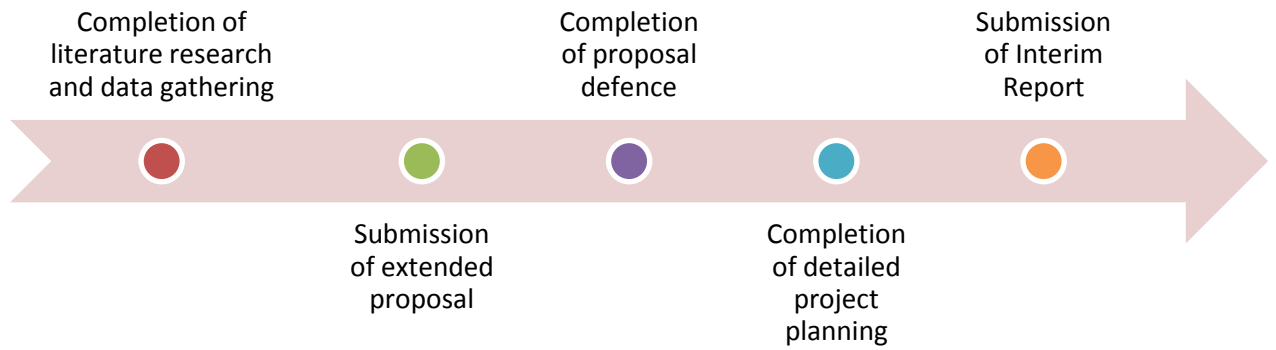 Completion of
literature research
and data gathering
Submission
of extended
proposal
Completion
of proposal
defence
Completion
of detailed
project
planning
Submission
of Interim
Report